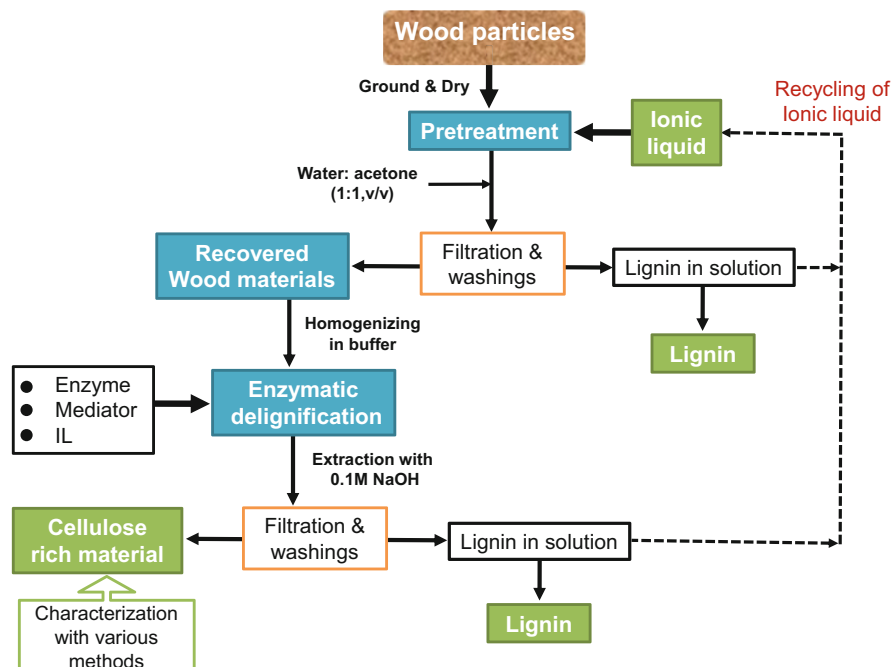 Wood particles
Ground & Dry
Recycling of
Ionic liquid
Pretreatment
Ionic
liquid
Water: acetone
(1:1,v/v)
Recovered
Wood materials
Filtration &
washings
Lignin in solution
Homogenizing
in buffer
Lignin
● Enzyme
● Mediator
● IL
Enzymatic
delignification
Extraction with
0.1M NaOH
Cellulose
rich material
Filtration &
washings
Lignin in solution
Characterization
with various
methods
Lignin